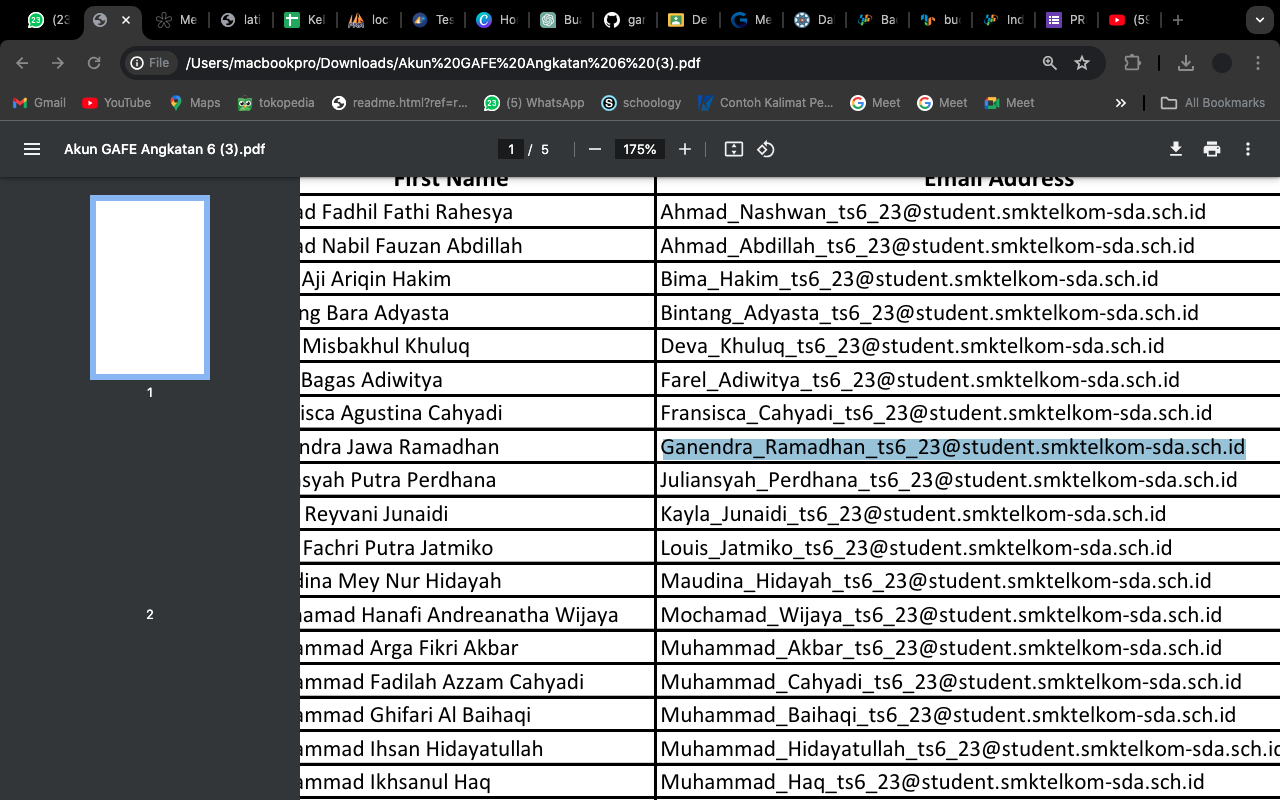 23 (23 Me lati Kel loc Tes Ho Bua gar De Me Dal Bac buc Ind PR (59
File /Users/macbookpro/Downloads/Akun%20GAFE%20Angkatan%206%20(3).pdf
Gmail YouTube Maps tokopedia readme.html?ref=r... (5) WhatsApp schoology Contoh Kalimat Pe... Meet Meet Meet » All Bookmarks
Akun GAFE Angkatan 6 (3).pdf 1 / 5 175%
First Name Email Address
ad Fadhil Fathi Rahesya Ahmad_Nashwan_ts6_23@student.smktelkom-sda.sch.id
ad Nabil Fauzan Abdillah Ahmad_Abdillah_ts6_23@student.smktelkom-sda.sch.id
Aji Ariqin Hakim Bima_Hakim_ts6_23@student.smktelkom-sda.sch.id
ng Bara Adyasta Bintang_Adyasta_ts6_23@student.smktelkom-sda.sch.id
Misbakhul Khuluq Deva_Khuluq_ts6_23@student.smktelkom-sda.sch.id
Bagas Adiwitya Farel_Adiwitya_ts6_23@student.smktelkom-sda.sch.id
isca Agustina Cahyadi Fransisca_Cahyadi_ts6_23@student.smktelkom-sda.sch.id
ndra Jawa Ramadhan Ganendra_Ramadhan_ts6_23@student.smktelkom-sda.sch.id
syah Putra Perdhana Juliansyah_Perdhana_ts6_23@student.smktelkom-sda.sch.id
Reyvani Junaidi Kayla_Junaidi_ts6_23@student.smktelkom-sda.sch.id
Fachri Putra Jatmiko Louis_Jatmiko_ts6_23@student.smktelkom-sda.sch.id
dina Mey Nur Hidayah Maudina_Hidayah_ts6_23@student.smktelkom-sda.sch.id
amad Hanafi Andreanatha Wijaya Mochamad_Wijaya_ts6_23@student.smktelkom-sda.sch.id
ammad Arga Fikri Akbar Muhammad_Akbar_ts6_23@student.smktelkom-sda.sch.id
ammad Fadilah Azzam Cahyadi Muhammad_Cahyadi_ts6_23@student.smktelkom-sda.sch.id
ammad Ghifari Al Baihaqi Muhammad_Baihaqi_ts6_23@student.smktelkom-sda.sch.id
ammad Ihsan Hidayatullah Muhammad_Hidayatullah_ts6_23@student.smktelkom-sda.sch.id
ammad Ikhsanul Haq Muhammad_Haq_ts6_23@student.smktelkom-sda.sch.id
1
2